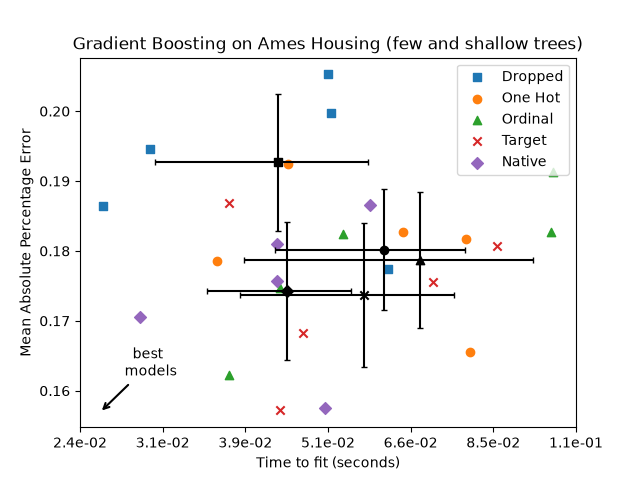 Gradient Boosting on Ames Housing (few and shallow trees)
Mean Absolute Percentage Error
0.20
0.19
0.18
0.17
0.16
Dropped
One Hot
Ordinal
Target
Native
best
models
2.4e-02 3.1e-02 3.9e-02 5.1e-02 6.6e-02 8.5e-02 1.1e-01
Time to fit (seconds)